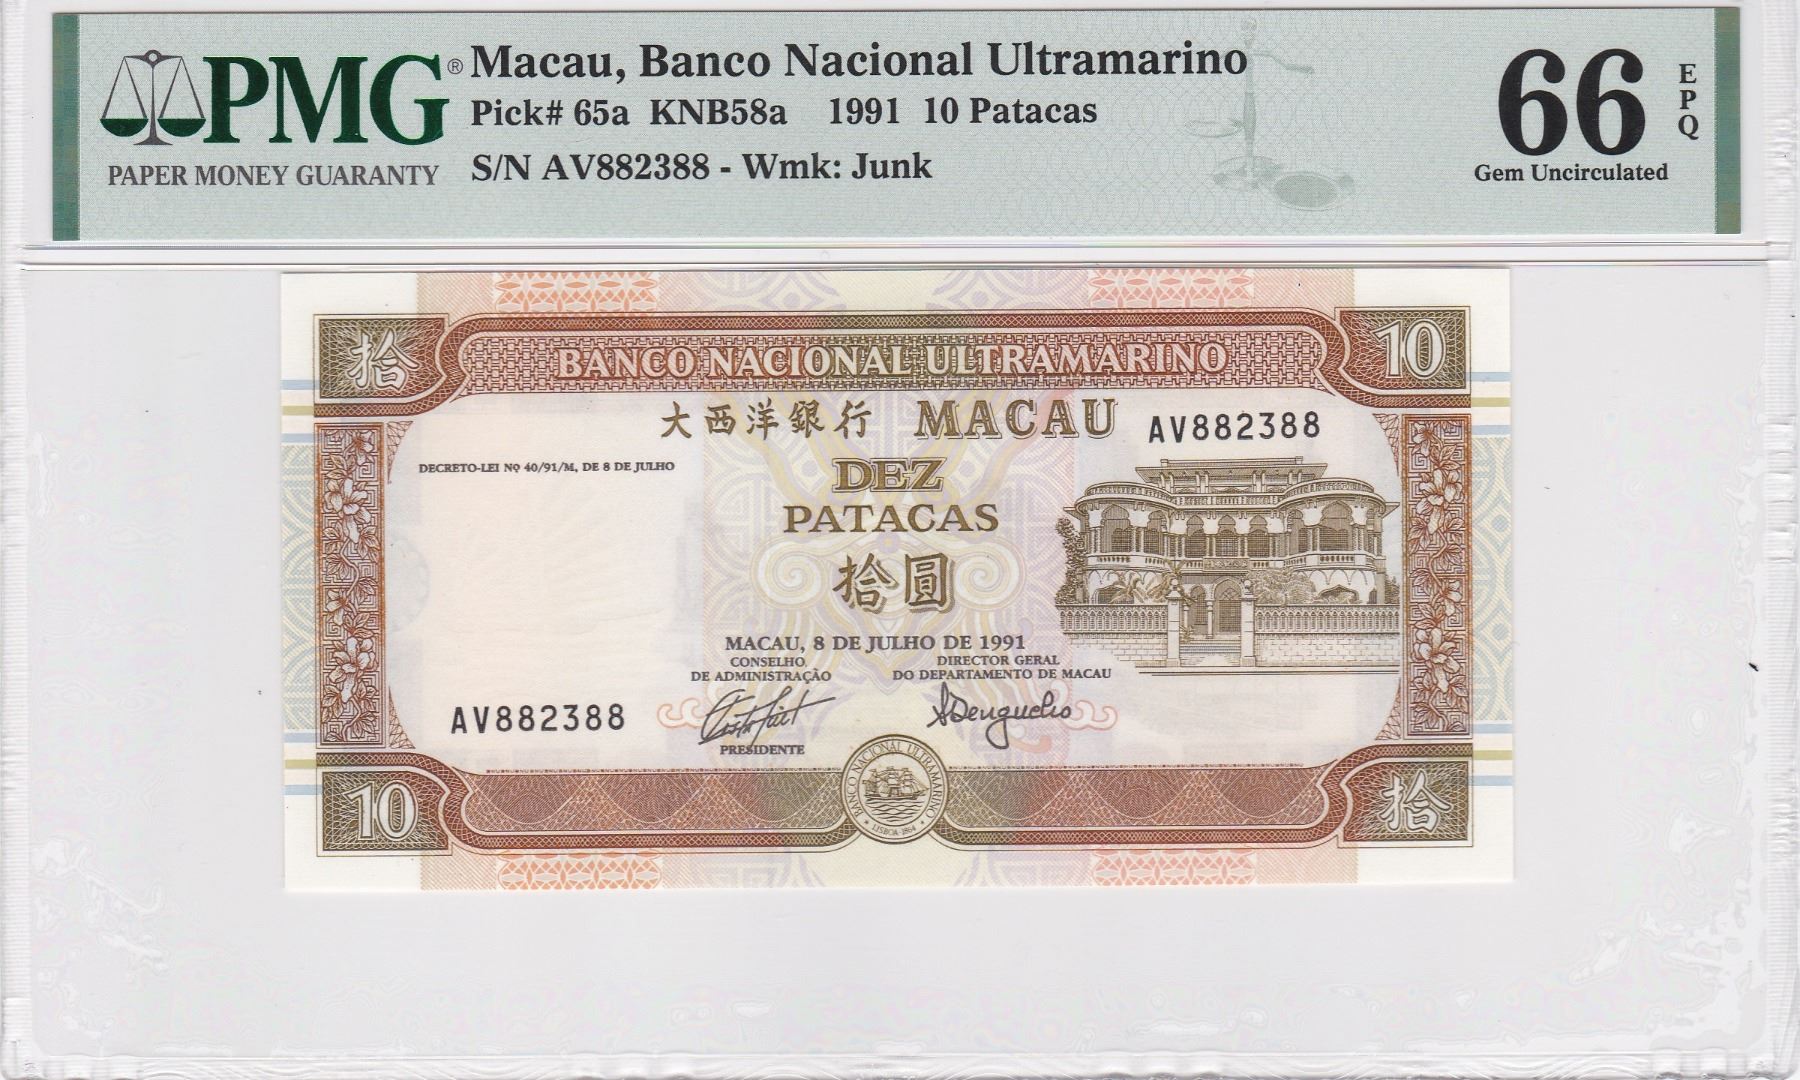 PMG®
PAPER MONEY GUARANTY
Macau, Banco Nacional Ultramarino
Pick# 65a KNB58a 1991 10 Patacas
S/N AV882388 - Wmk: Junk
66 EPQ
Gem Uncirculated
拾
BANCO NACIONAL ULTRAMARINO
10
大西洋銀行 MACAU AV882388
DECRETO-LEI Nº 40/91/M, DE 8 DE JULHO
DEZ
PATACAS
拾圓
MACAU, 8 DE JULHO DE 1991
CONSELHO
DE ADMINISTRAÇÃO
DIRECTOR GERAL
DO DEPARTAMENTO DE MACAU
AV882388
PRESIDENTE
10
BANCO NACIONAL ULTRAMARINO
LISBOA-1864
拾